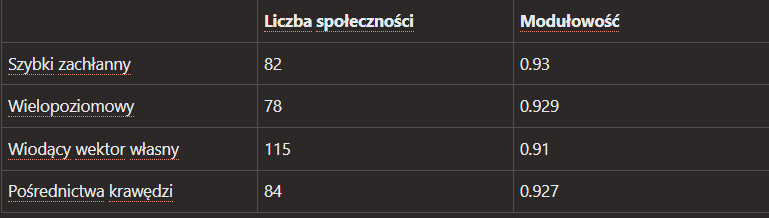 Liczba społeczności Modułowość
Szybki zachłanny 82 0.93
Wielopoziomowy 78 0.929
Wiodący wektor własny 115 0.91
Pośrednictwa krawędzi 84 0.927